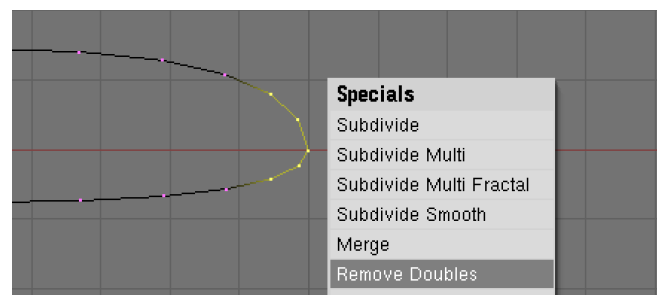 Specials
Subdivide
Subdivide Multi
Subdivide Multi Fractal
Subdivide Smooth
Merge
Remove Doubles